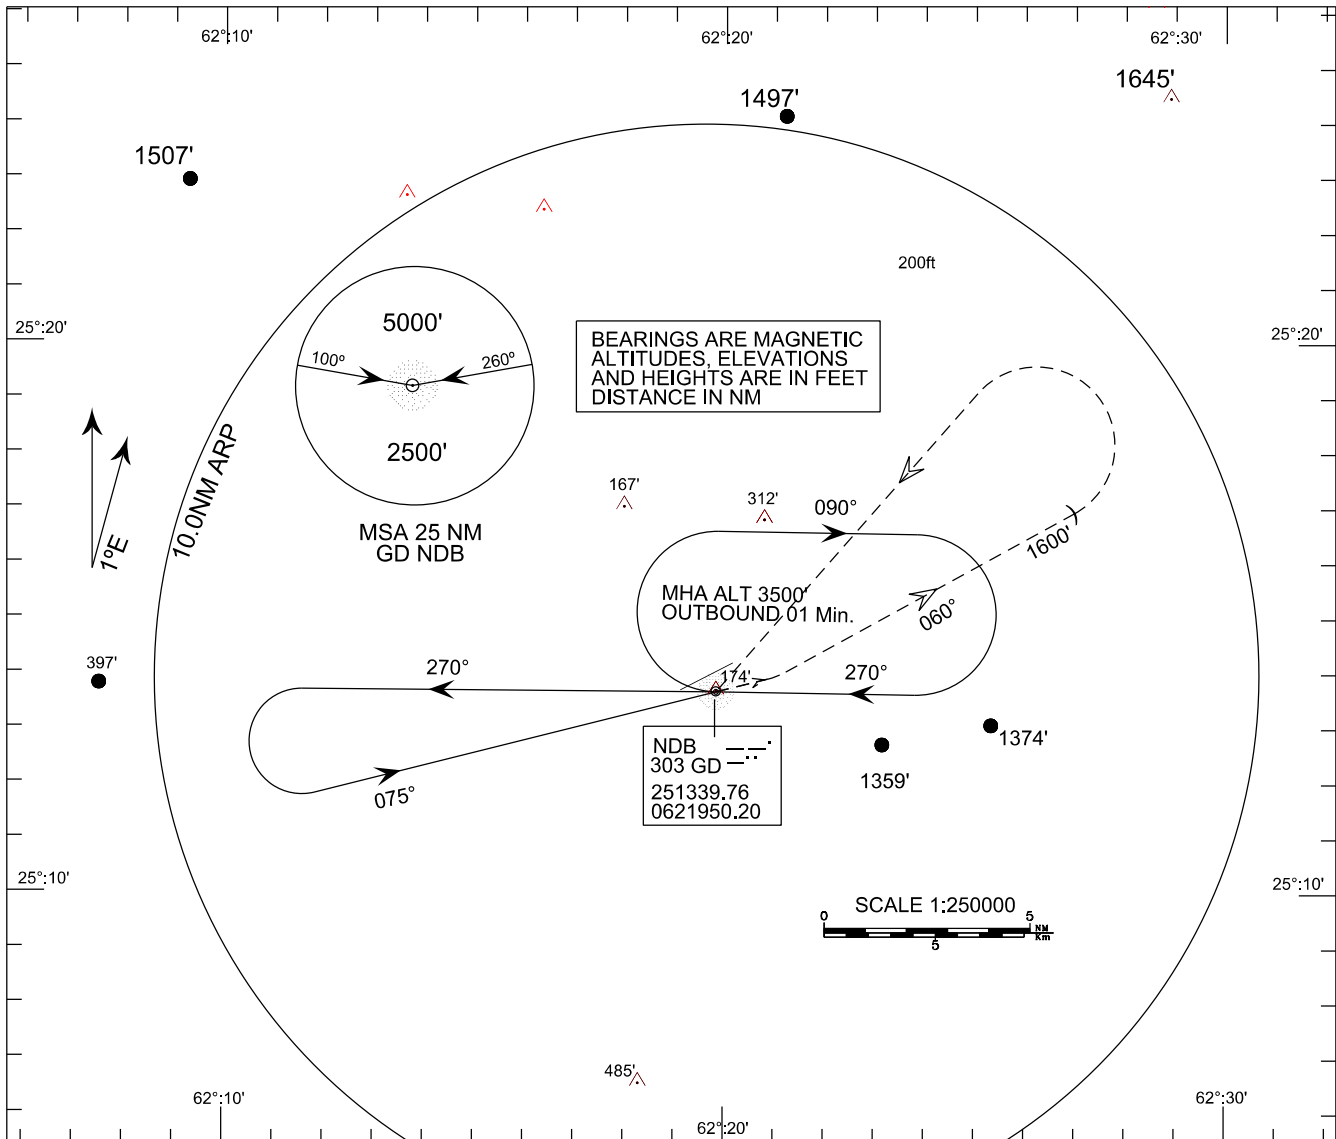 62°:10'
62°:20'
62°:30'
1645'
1497'
1507'
200ft
25°:20'
5000'
100º
260º
2500'
BEARINGS ARE MAGNETIC
ALTITUDES, ELEVATIONS
AND HEIGHTS ARE IN FEET
DISTANCE IN NM
25°:20'
10.0NM ARP
1ºE
MSA 25 NM
GD NDB
167'
312'
090°
1600'
MHA ALT 3500'
OUTBOUND 01 Min.
060°
397'
270°
174'
270°
075°
NDB
303 GD
251339.76
0621950.20
1374'
1359'
25°:10'
25°:10'
SCALE 1:250000
0
5
NM
Km
5
485'
62°:10'
62°:20'
62°:30'